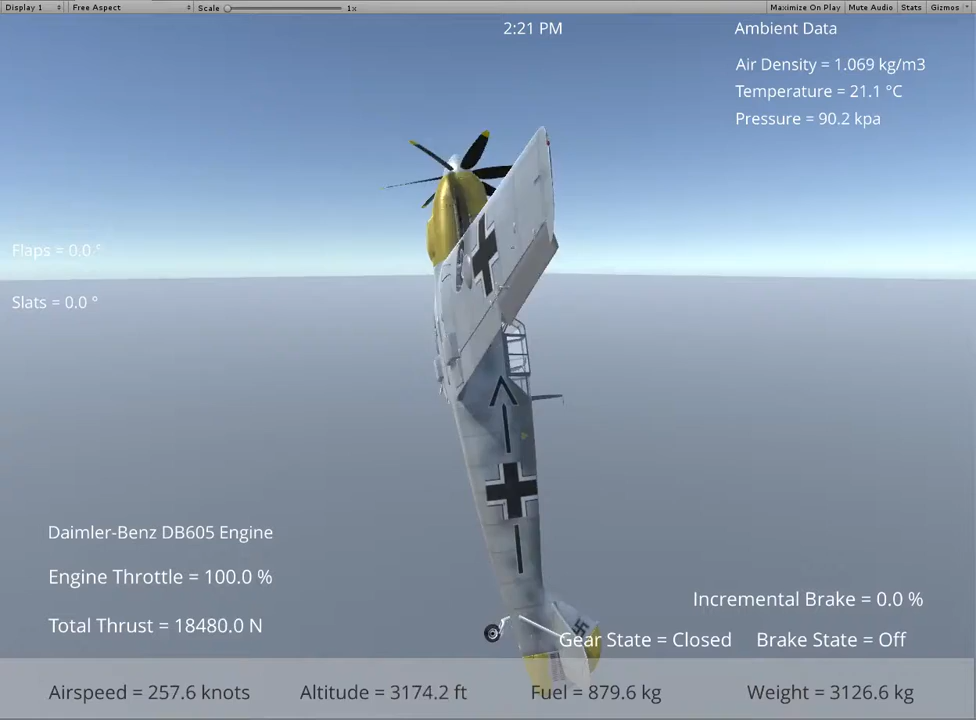 Display 1 Free Aspect Scale 1x Maximize On Play Mute Audio Stats Gizmos
2:21 PM
Ambient Data
Air Density = 1.069 kg/m3
Temperature = 21.1 °C
Pressure = 90.2 kpa
Flaps = 0.0 °
Slats = 0.0 °
Daimler-Benz DB605 Engine
Engine Throttle = 100.0 %
Total Thrust = 18480.0 N
Incremental Brake = 0.0 %
Gear State = Closed Brake State = Off
Airspeed = 257.6 knots Altitude = 3174.2 ft Fuel = 879.6 kg Weight = 3126.6 kg